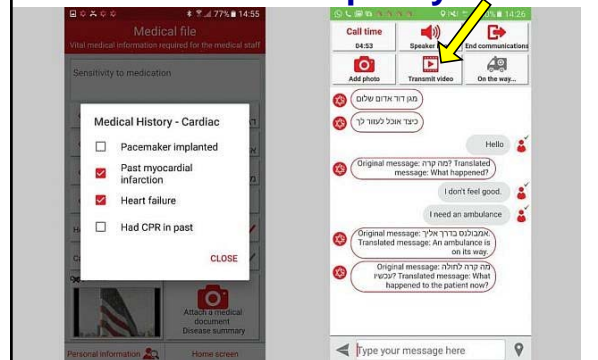 14:55
77%
Medical file
Vital medical information required for the medical staff
Sensitivity to medication
Medical History - Cardiac
Pacemaker implanted
Past myocardial
infarction
Heart failure
Had CPR in past
CLOSE
Attach a medical
document
Disease summary
Personal information
Home screen
14:26
Call time
04:53
Speaker
End communications
Add photo
Transmit video
On the way...
מגן דוד אדום שלום
כיצד אוכל לעזור לך
Hello
Original message: מה קרה? Translated
message: What happened?
I don't feel good.
I need an ambulance
Original message: אמבולנס בדרך אליך.
Translated message: An ambulance is
on its way.
Original message: מה קרה לחולה
עכשיו? Translated message: What
happened to the patient now?
Type your message here